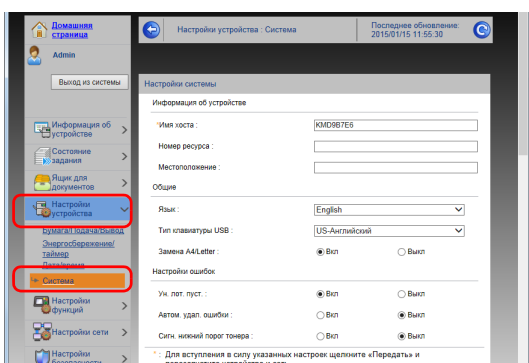 Домашняя
страница
Admin
Выход из системы
Информация об
устройстве
Состояние
задания
Ящик для
документов
Настройки
устройства
Бумага/Подача/Вывод
Энергосбережение/
таймер
Дата/время
Система
Настройки
функций
Настройки сети
Настройки
безопасности
Настройки устройства : Система
Последнее обновление:
2015/01/15 11:55:30
Настройки системы
Информация об устройстве
*Имя хоста : KMD9B7E6
Номер ресурса :
Местоположение :
Общие
Язык : English
Тип клавиатуры USB : US-Английский
Замена A4/Letter : Вкл Выкл
Настройки ошибок
Ун. лот. пуст. : Вкл Выкл
Автом. удал. ошибки : Вкл Выкл
Сигн. нижний порог тонера : Вкл Выкл
* : Для вступления в силу указанных настроек щелкните «Передать» и